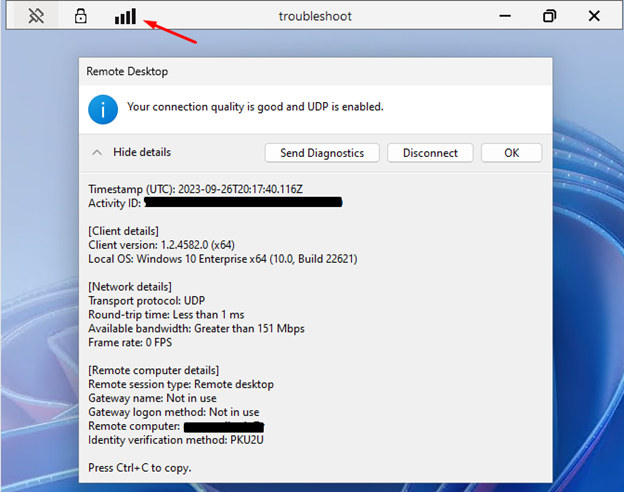 troubleshoot
Remote Desktop
Your connection quality is good and UDP is enabled.
Hide details
Send Diagnostics
Disconnect
OK
Timestamp (UTC): 2023-09-26T20:17:40.116Z
Activity ID:
[Client details]
Client version: 1.2.4582.0 (x64)
Local OS: Windows 10 Enterprise x64 (10.0, Build 22621)
[Network details]
Transport protocol: UDP
Round-trip time: Less than 1 ms
Available bandwidth: Greater than 151 Mbps
Frame rate: 0 FPS
[Remote computer details]
Remote session type: Remote desktop
Gateway name: Not in use
Gateway logon method: Not in use
Remote computer:
Identity verification method: PKU2U
Press Ctrl+C to copy.